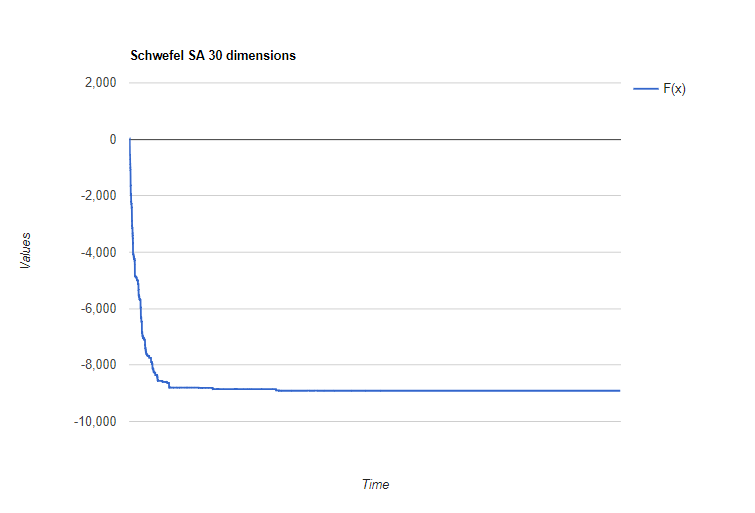 Schwefel SA 30 dimensions
2,000
F(x)
0
-2,000
Values
-4,000
-6,000
-8,000
-10,000
Time